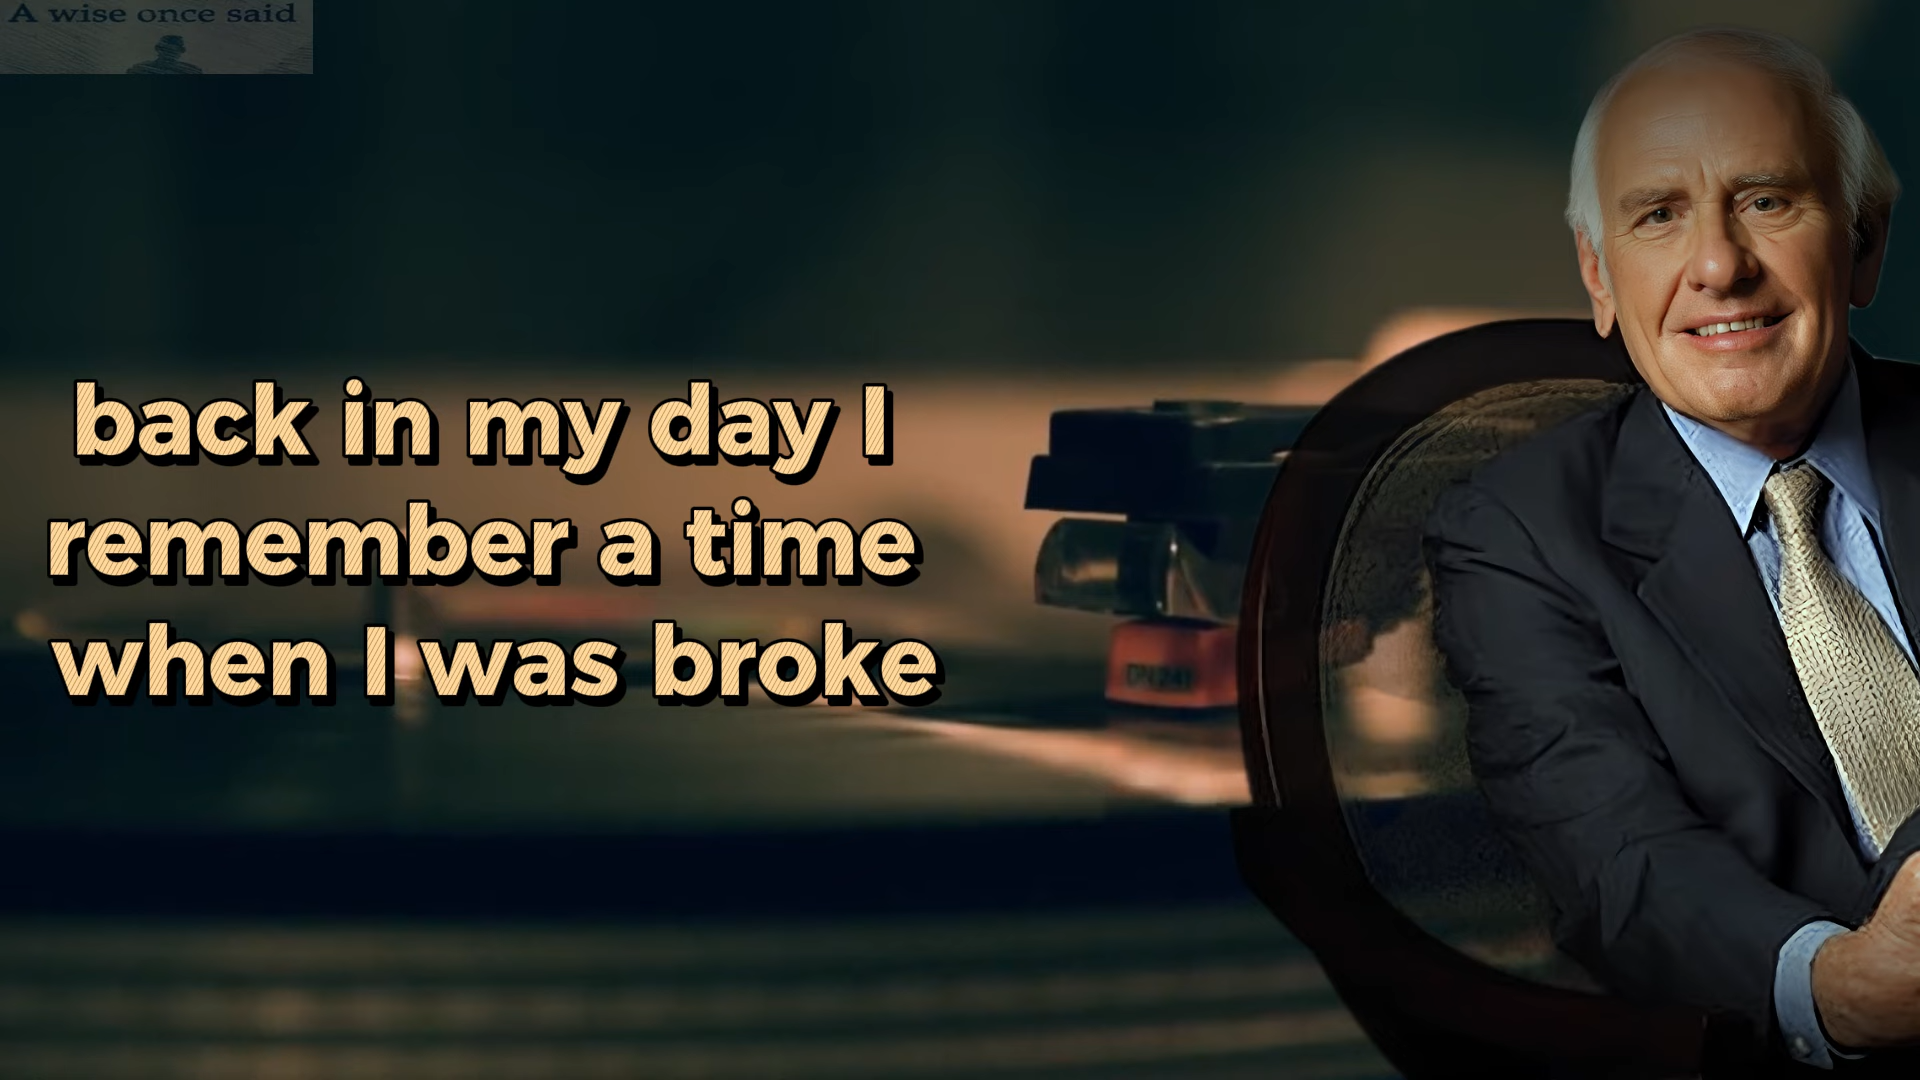 A wise once said
back in my day I
remember a time
when I was broke